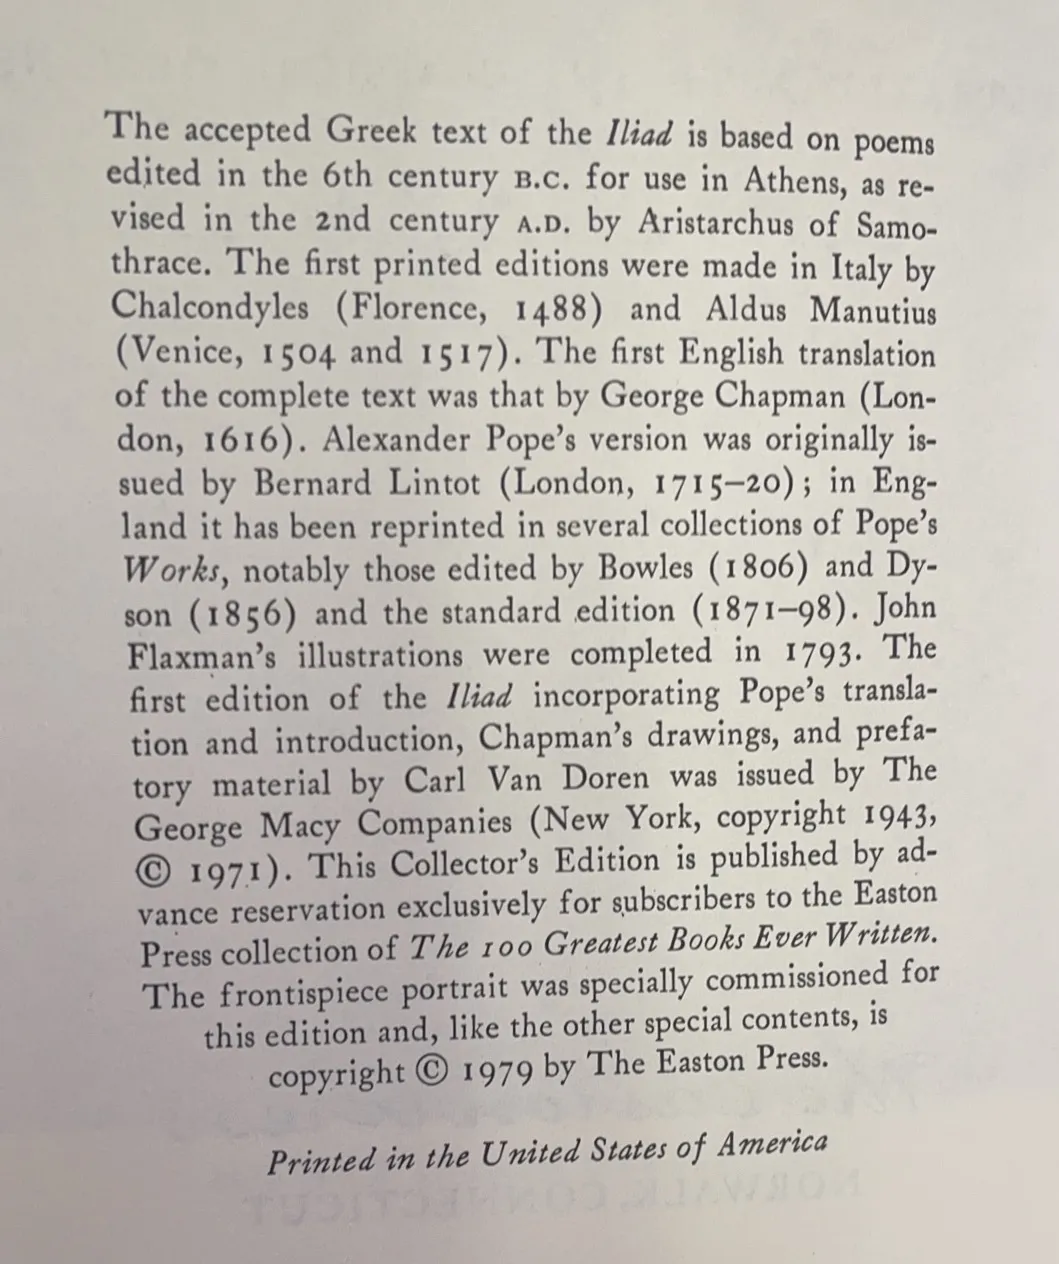 The accepted Greek text of the Iliad is based on poems
edited in the 6th century B.C. for use in Athens, as re-
vised in the 2nd century A.D. by Aristarchus of Samo-
thrace. The first printed editions were made in Italy by
Chalcondyles (Florence, 1488) and Aldus Manutius
(Venice, 1504 and 1517). The first English translation
of the complete text was that by George Chapman (Lon-
don, 1616). Alexander Pope's version was originally is-
sued by Bernard Lintot (London, 1715–20); in Eng-
land it has been reprinted in several collections of Pope's
Works, notably those edited by Bowles (1806) and Dy-
son (1856) and the standard edition (1871–98). John
Flaxman's illustrations were completed in 1793. The
first edition of the Iliad incorporating Pope's transla-
tion and introduction, Chapman's drawings, and prefa-
tory material by Carl Van Doren was issued by The
George Macy Companies (New York, copyright 1943,
© 1971). This Collector's Edition is published by ad-
vance reservation exclusively for subscribers to the Easton
Press collection of The 100 Greatest Books Ever Written.
The frontispiece portrait was specially commissioned for
this edition and, like the other special contents, is
copyright © 1979 by The Easton Press.
Printed in the United States of America
NORWALK, CONNECTICUT